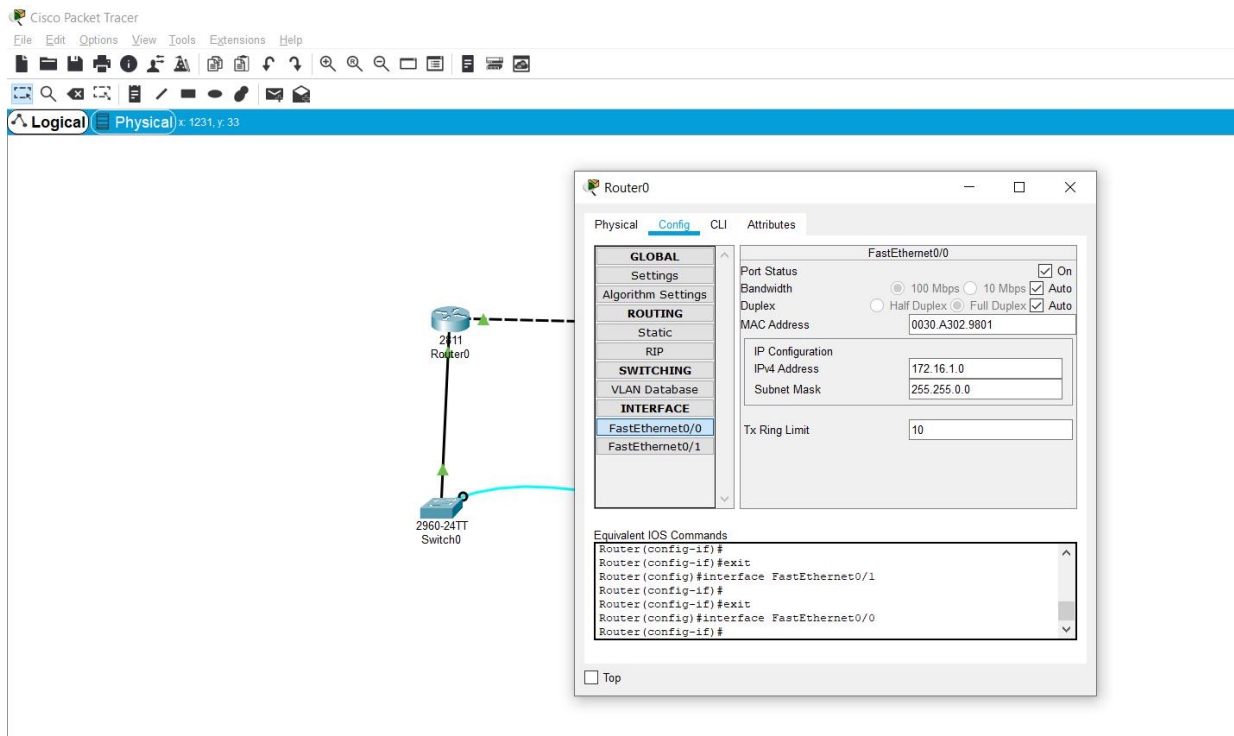 Cisco Packet Tracer
File Edit Options View Tools Extensions Help
Logical Physical x: 1231, y: 33
2811
Router0
2960-24TT
Switch0
Router0
Physical Config CLI Attributes
GLOBAL
Settings
Algorithm Settings
ROUTING
Static
RIP
SWITCHING
VLAN Database
INTERFACE
FastEthernet0/0
FastEthernet0/1
FastEthernet0/0
Port Status On
Bandwidth 100 Mbps 10 Mbps Auto
Duplex Half Duplex Full Duplex Auto
MAC Address 0030.A302.9801
IP Configuration
IPv4 Address 172.16.1.0
Subnet Mask 255.255.0.0
Tx Ring Limit 10
Equivalent IOS Commands
Router(config-if)#
Router(config-if)#exit
Router(config)#interface FastEthernet0/1
Router(config-if)#
Router(config-if)#exit
Router(config)#interface FastEthernet0/0
Router(config-if)#
Top